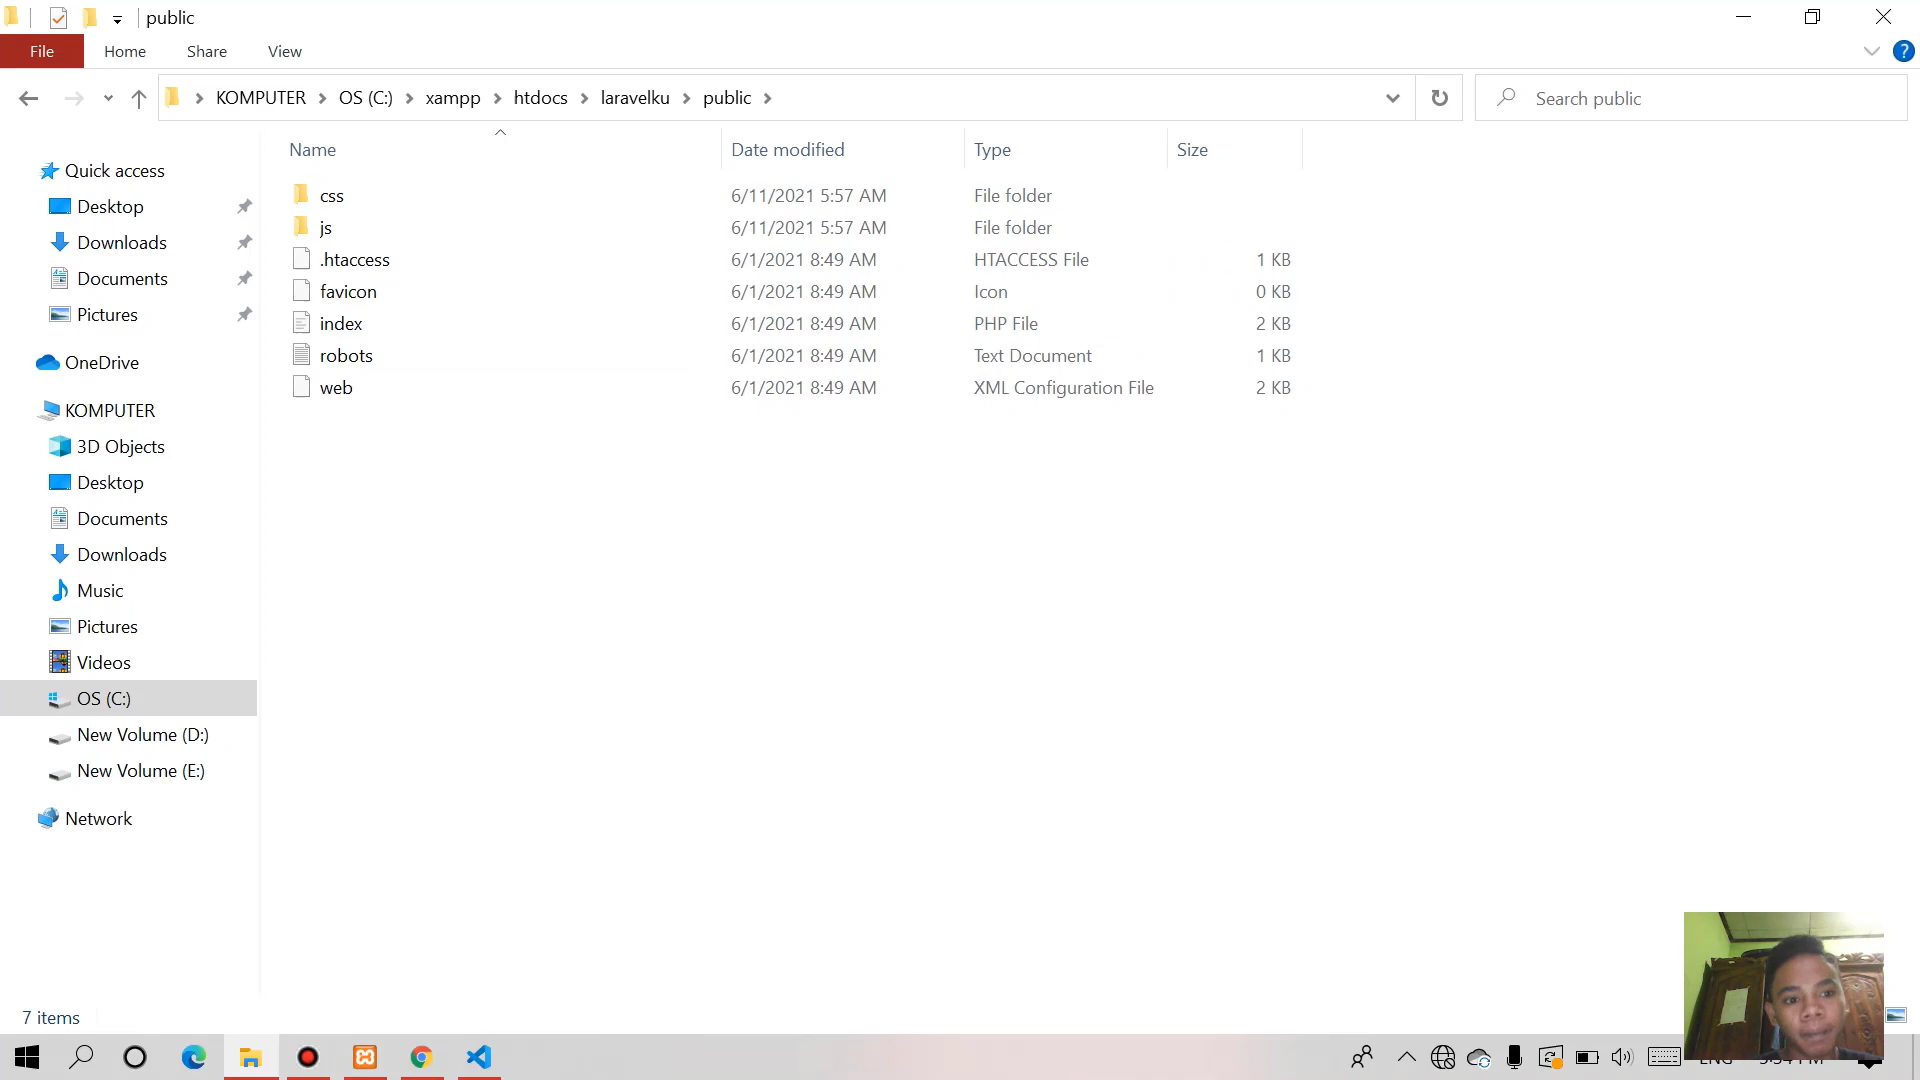 public
File Home Share View
KOMPUTER OS (C:) xampp htdocs laravelku public
Search public
Name Date modified Type Size
css 6/11/2021 5:57 AM File folder
js 6/11/2021 5:57 AM File folder
.htaccess 6/1/2021 8:49 AM HTACCESS File 1 KB
favicon 6/1/2021 8:49 AM Icon 0 KB
index 6/1/2021 8:49 AM PHP File 2 KB
robots 6/1/2021 8:49 AM Text Document 1 KB
web 6/1/2021 8:49 AM XML Configuration File 2 KB
Quick access
Desktop
Downloads
Documents
Pictures
OneDrive
KOMPUTER
3D Objects
Desktop
Documents
Downloads
Music
Pictures
Videos
OS (C:)
New Volume (D:)
New Volume (E:)
Network
7 items